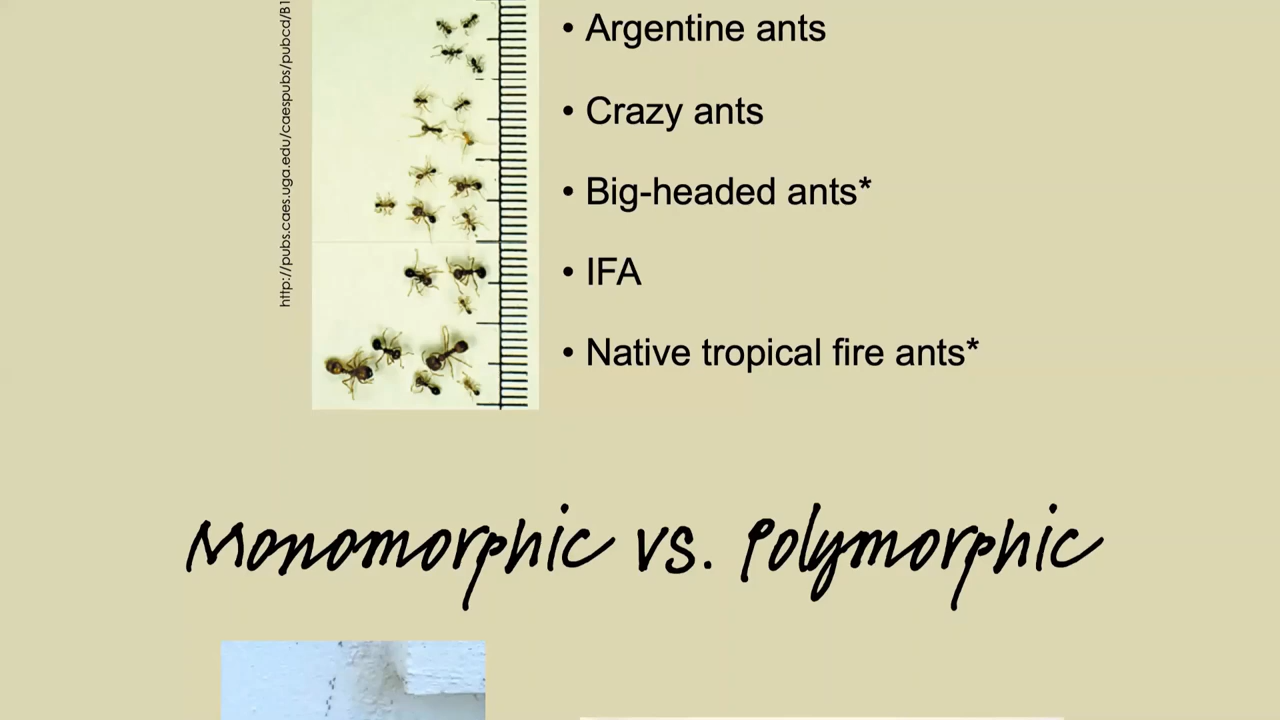 http://pubs.caes.uga.edu/caespubs/pubcd/B1
• Argentine ants
• Crazy ants
• Big-headed ants*
• IFA
• Native tropical fire ants*
Monomorphic vs. Polymorphic